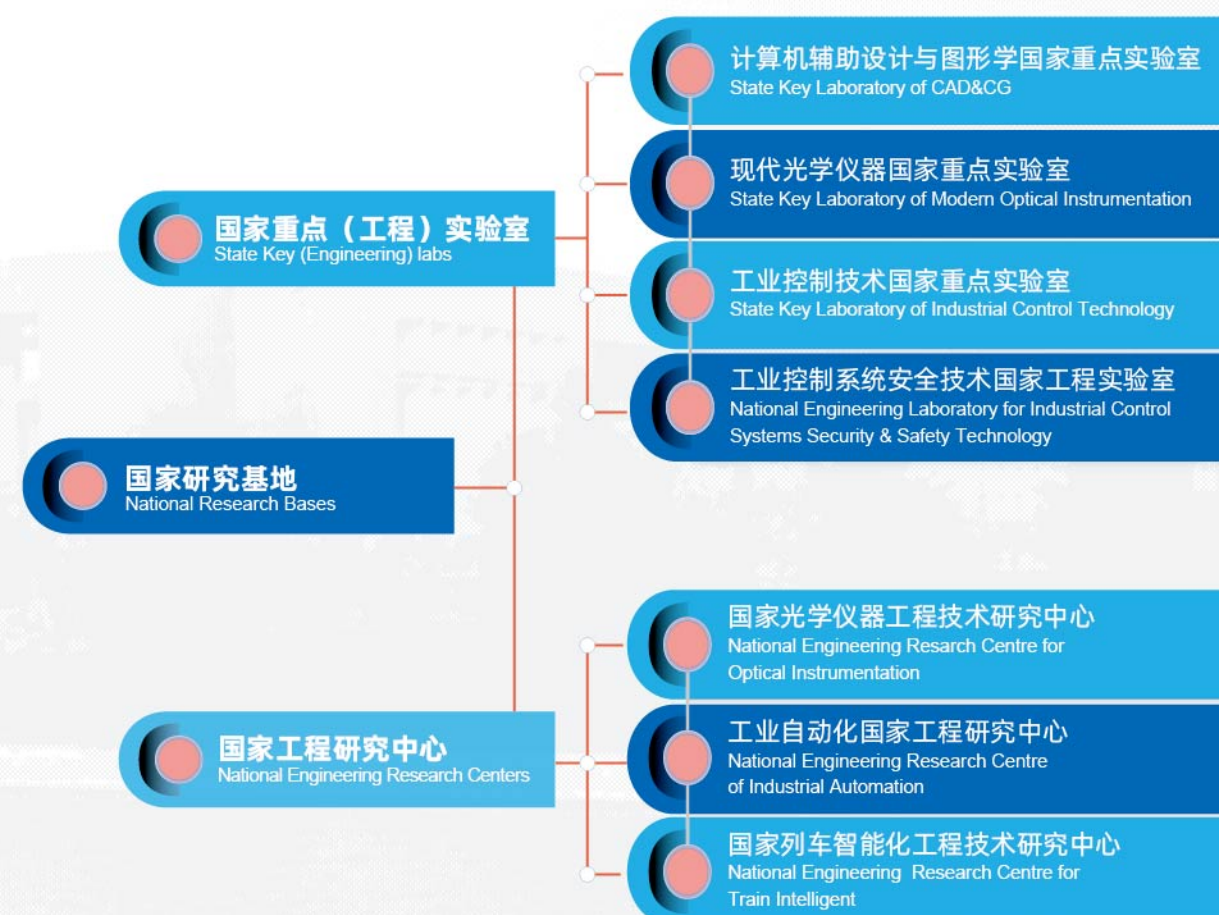 计算机辅助设计与图形学国家重点实验室
State Key Laboratory of CAD&CG
现代光学仪器国家重点实验室
State Key Laboratory of Modern Optical Instrumentation
国家重点（工程）实验室
State Key (Engineering) labs
工业控制技术国家重点实验室
State Key Laboratory of Industrial Control Technology
工业控制系统安全技术国家工程实验室
National Engineering Laboratory for Industrial Control
Systems Security & Safety Technology
国家研究基地
National Research Bases
国家光学仪器工程技术研究中心
National Engineering Resarch Centre for
Optical Instrumentation
国家工程研究中心
National Engineering Research Centers
工业自动化国家工程研究中心
National Engineering Research Centre
of Industrial Automation
国家列车智能化工程技术研究中心
National Engineering Research Centre for
Train Intelligent